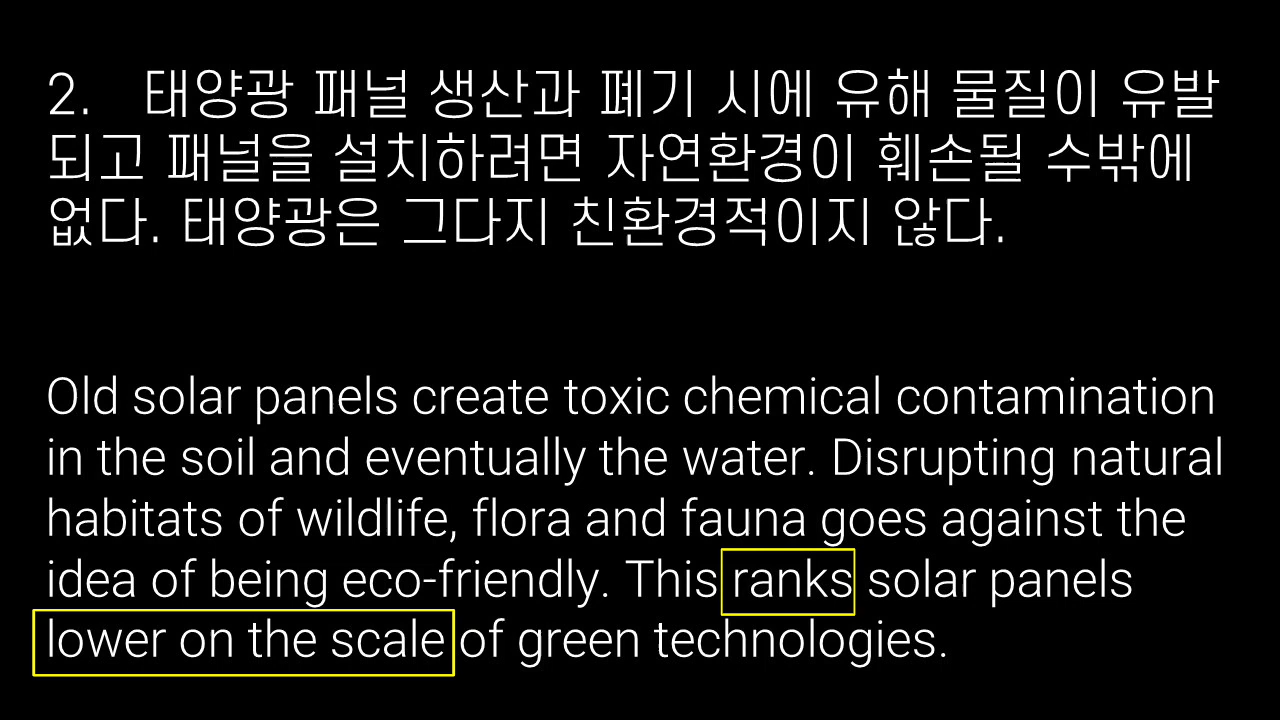 2. 태양광 패널 생산과 폐기 시에 유해 물질이 유발
되고 패널을 설치하려면 자연환경이 훼손될 수밖에
없다. 태양광은 그다지 친환경적이지 않다.
Old solar panels create toxic chemical contamination
in the soil and eventually the water. Disrupting natural
habitats of wildlife, flora and fauna goes against the
idea of being eco-friendly. This ranks solar panels
lower on the scale of green technologies.